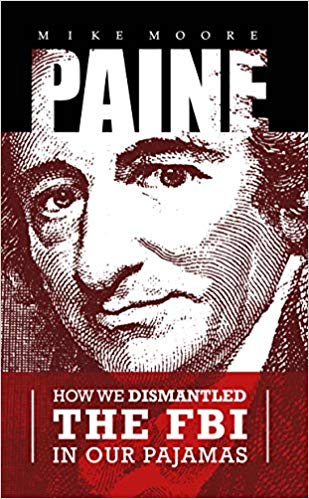 MIKE MOORE
PAINE
HOW WE DISMANTLED
THE FBI
IN OUR PAJAMAS